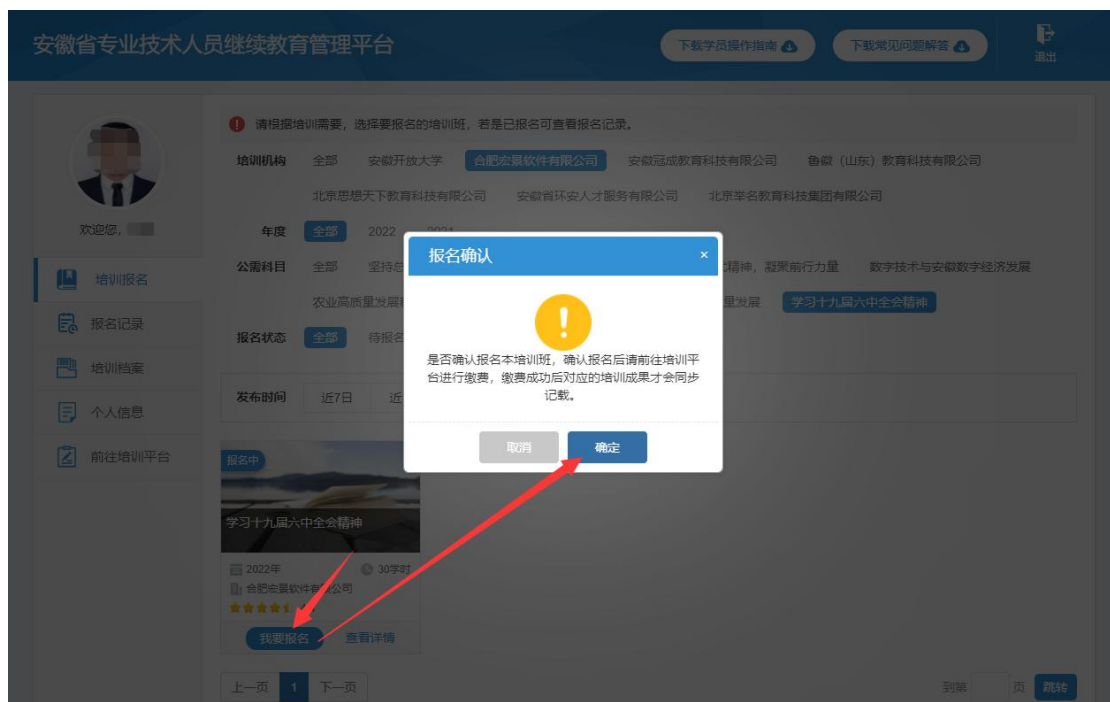 安徽省专业技术人员继续教育管理平台
下载学员操作指南
下载常见问题解答
退出
欢迎您,
培训报名
报名记录
培训档案
个人信息
前往培训平台
请根据培训需要，选择要报名的培训班，若是已报名可查看报名记录。
培训机构 全部 安徽开放大学 合肥宏景软件有限公司 安徽冠成教育科技有限公司 鲁徽（山东）教育科技有限公司
北京思想天下教育科技有限公司 安徽省环安人才服务有限公司 北京举名教育科技集团有限公司
年度 全部 2022 2021
公需科目 全部 坚持总 精神，凝聚前行力量 数字技术与安徽数字经济发展
农业高质量发展 量发展 学习十九届六中全会精神
报名状态 全部 待报名
发布时间 近7日 近
报名确认 ×
是否确认报名本培训班，确认报名后请前往培训平
台进行缴费，缴费成功后对应的培训成果才会同步
记载。
取消 确定
报名中
学习十九届六中全会精神
2022年 30学时
合肥宏景软件有限公司
我要报名 查看详情
上一页 1 下一页
到第 页 跳转